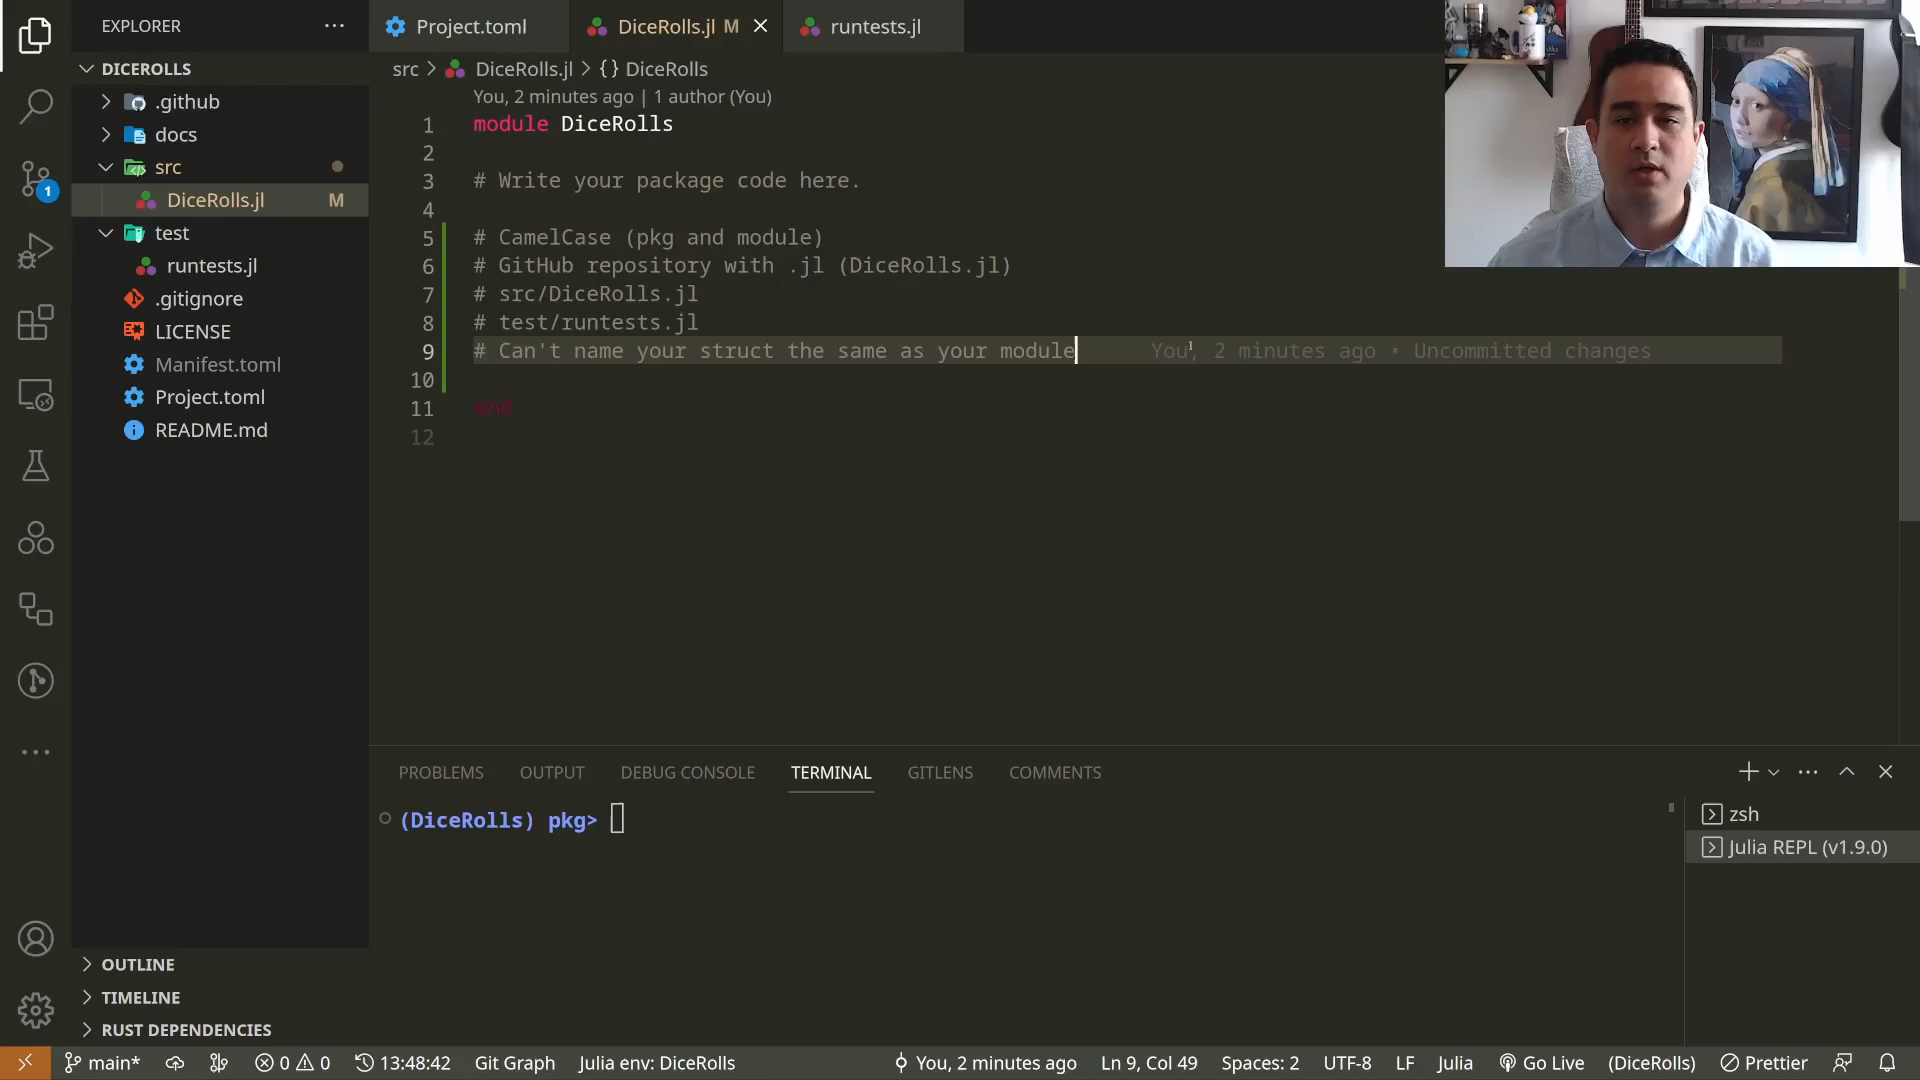 EXPLORER
DICEROLLS
.github
docs
src
DiceRolls.jl M
test
runtests.jl
.gitignore
LICENSE
Manifest.toml
Project.toml
README.md
OUTLINE
TIMELINE
RUST DEPENDENCIES
1
Project.toml
DiceRolls.jl M
runtests.jl
src > DiceRolls.jl > {} DiceRolls
You, 2 minutes ago | 1 author (You)
1 module DiceRolls
2
3 # Write your package code here.
4
5 # CamelCase (pkg and module)
6 # GitHub repository with .jl (DiceRolls.jl)
7 # src/DiceRolls.jl
8 # test/runtests.jl
9 # Can't name your struct the same as your module You, 2 minutes ago • Uncommitted changes
10
11 end
12
PROBLEMS OUTPUT DEBUG CONSOLE TERMINAL GITLENS COMMENTS
(DiceRolls) pkg>
zsh
Julia REPL (v1.9.0)
main* 0 0 13:48:42 Git Graph Julia env: DiceRolls You, 2 minutes ago Ln 9, Col 49 Spaces: 2 UTF-8 LF Julia Go Live (DiceRolls) Prettier